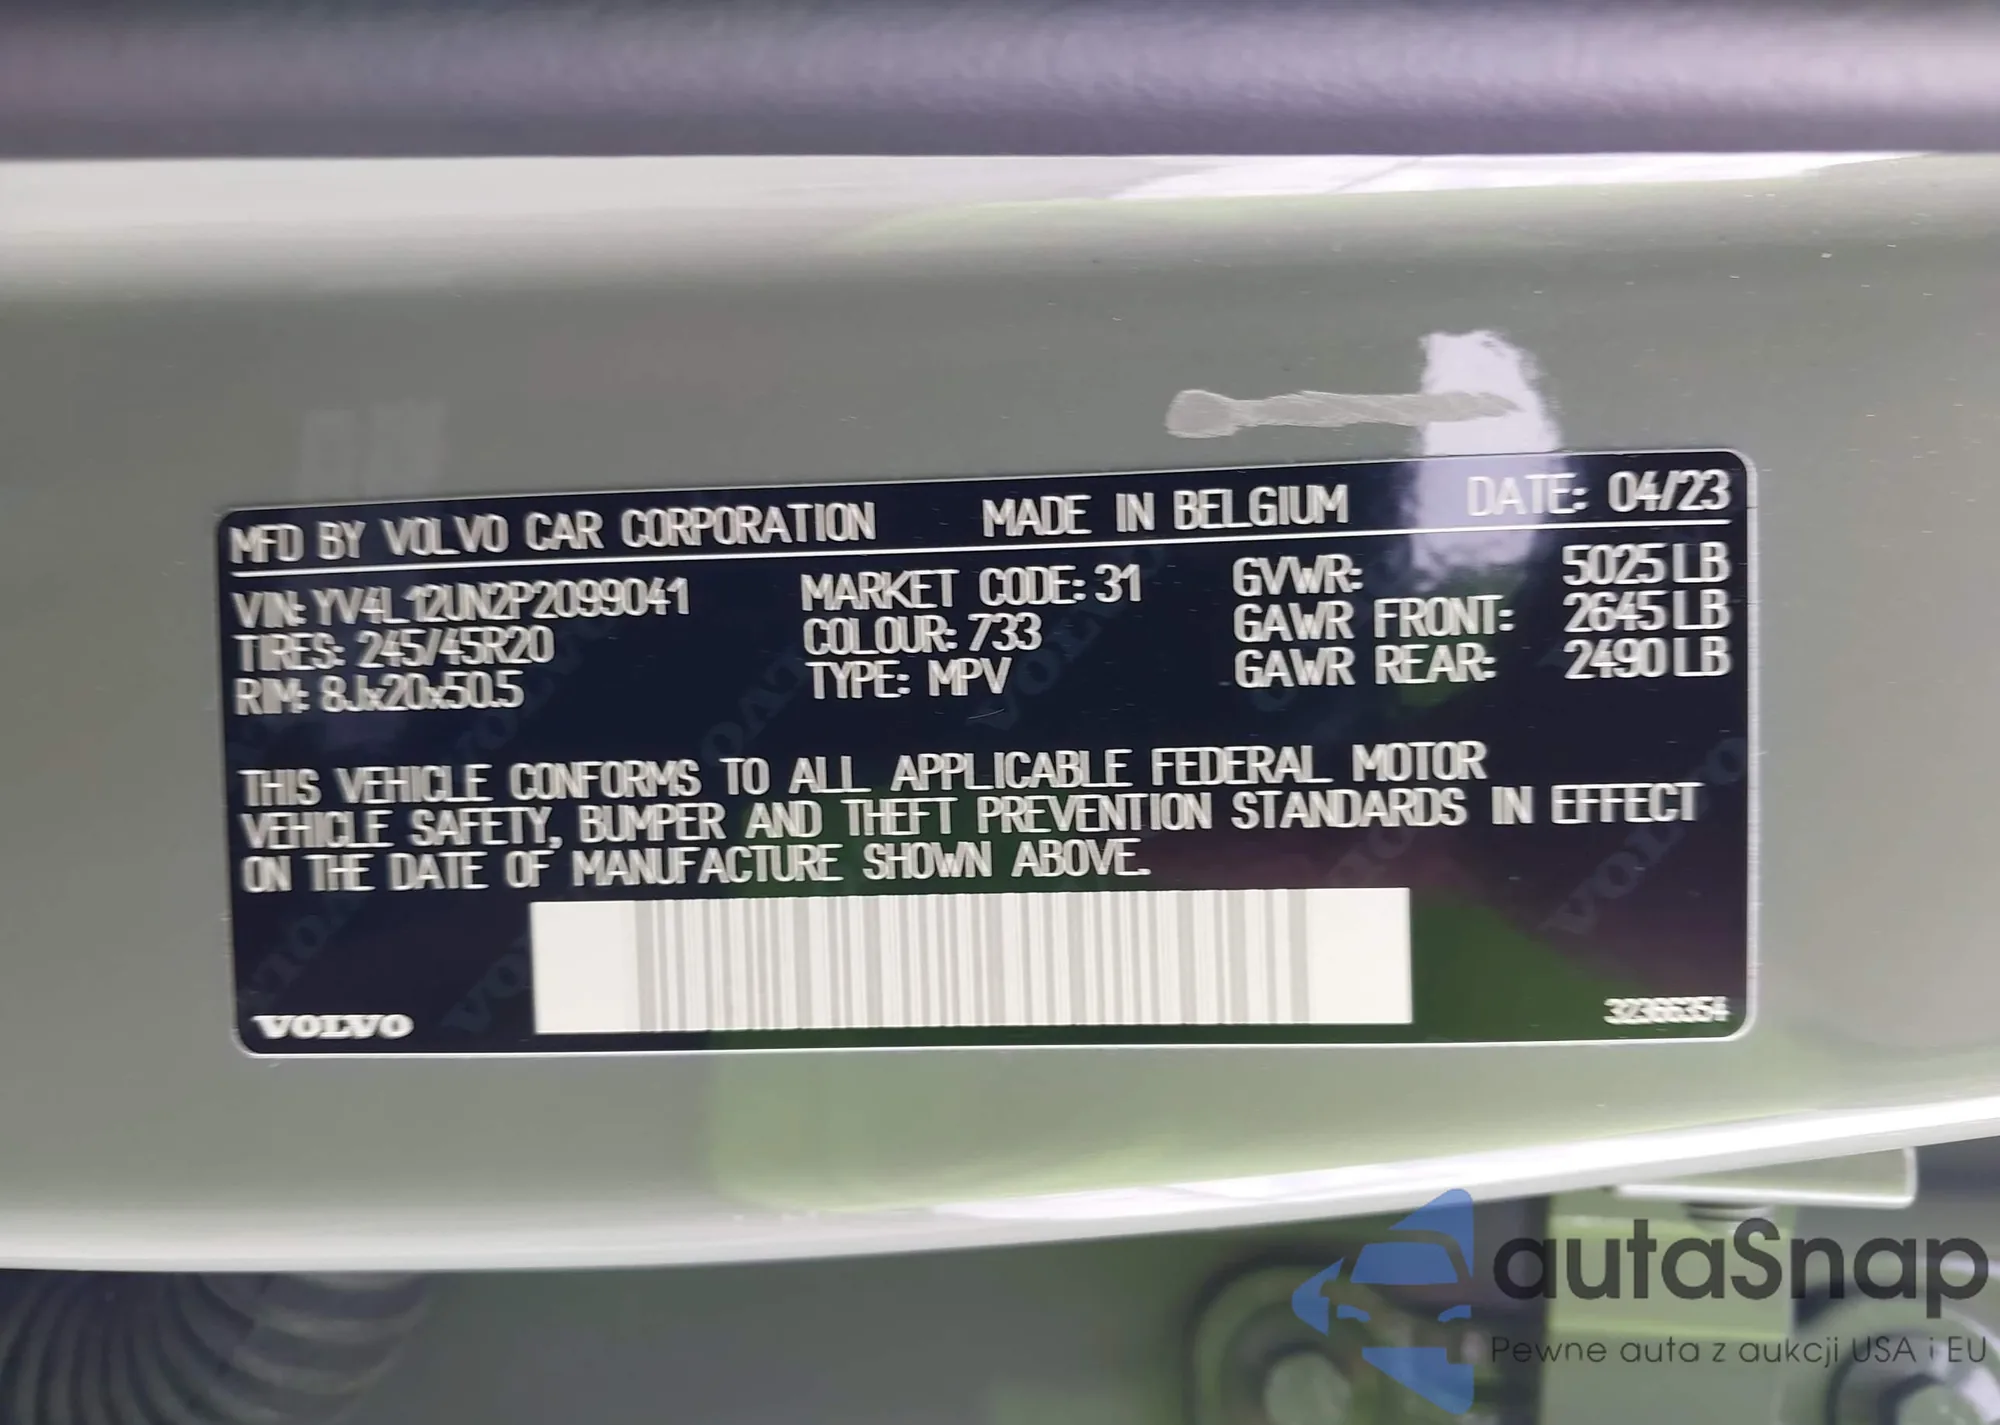 MFD BY VOLVO CAR CORPORATION MADE IN BELGIUM DATE: 04/23
VIN: YV4L12UN2P2099041 MARKET CODE: 31 GVWR: 5025 LB
TIRES: 245/45R20 COLOUR: 733 GAWR FRONT: 2645 LB
RIM: 8Jx20x50.5 TYPE: MPV GAWR REAR: 2490 LB
THIS VEHICLE CONFORMS TO ALL APPLICABLE FEDERAL MOTOR
VEHICLE SAFETY, BUMPER AND THEFT PREVENTION STANDARDS IN EFFECT
ON THE DATE OF MANUFACTURE SHOWN ABOVE.
VOLVO 32366354
autaSnap
Pewne auta z aukcji USA i EU